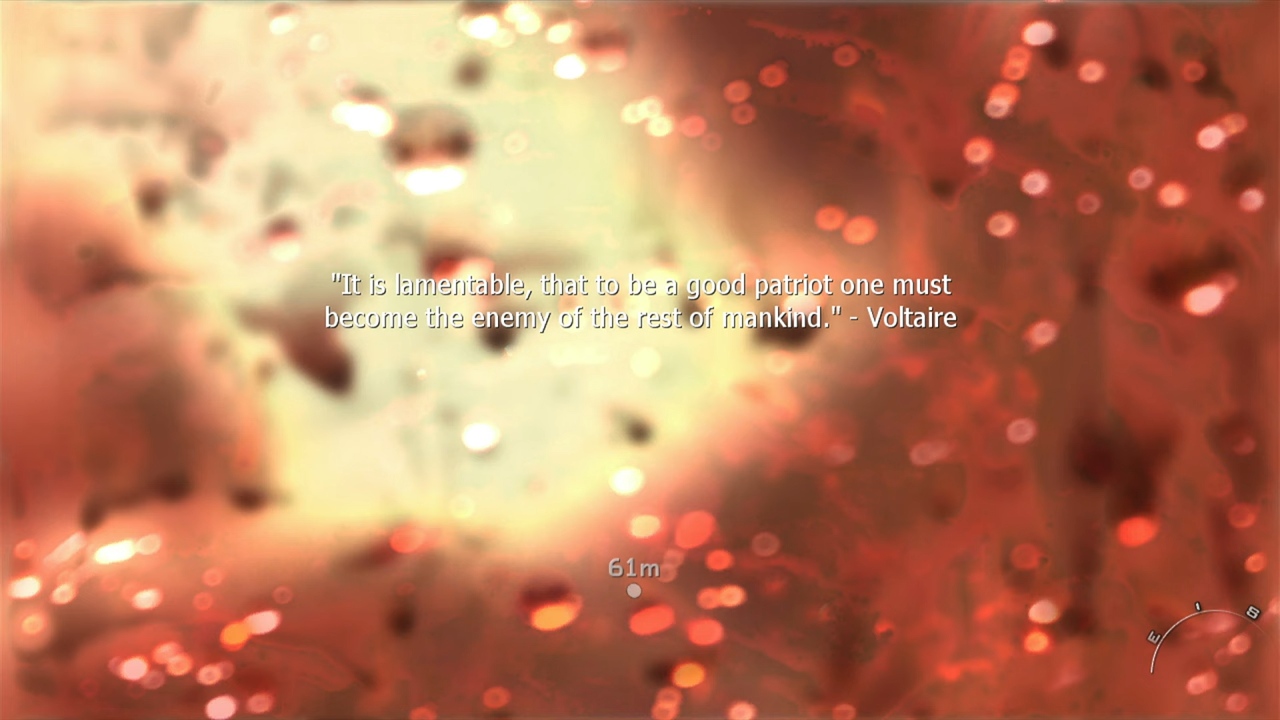 "It is lamentable, that to be a good patriot one must
become the enemy of the rest of mankind." - Voltaire
61m
E
S